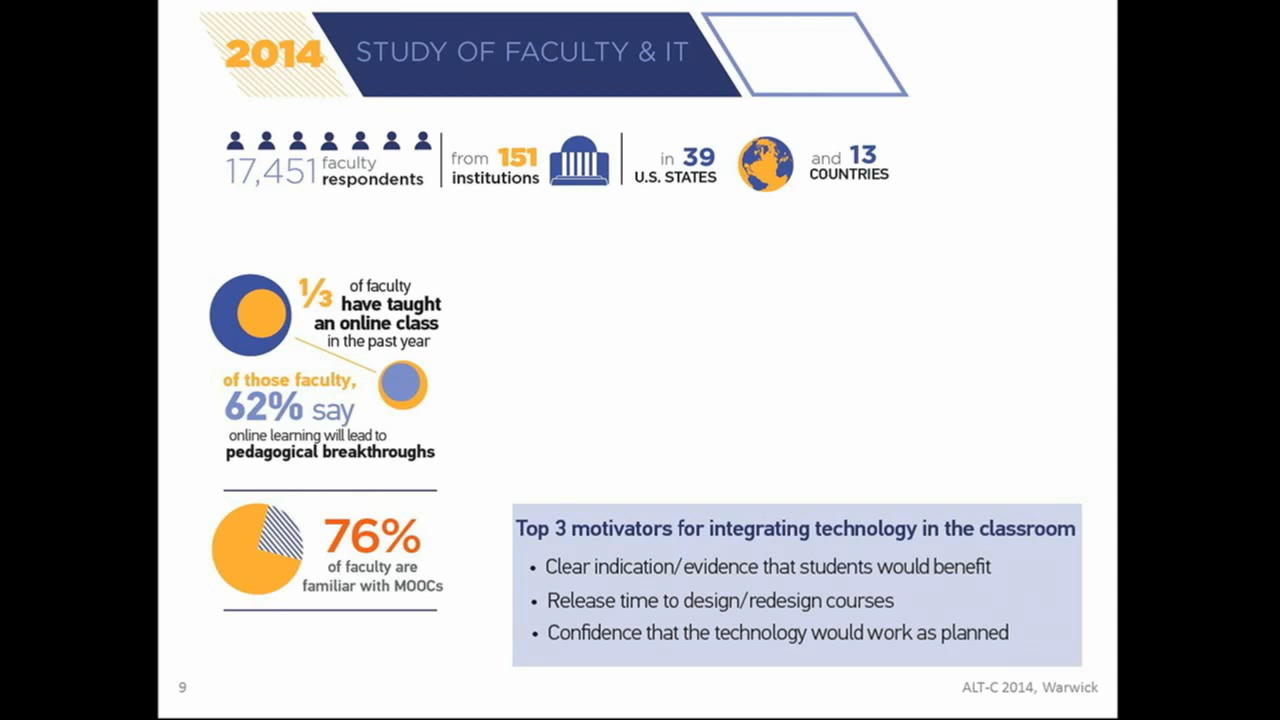 2014 STUDY OF FACULTY & IT
17,451 faculty respondents
from 151 institutions
in 39 U.S. STATES
and 13 COUNTRIES
1/3 of faculty
have taught
an online class
in the past year
of those faculty,
62% say
online learning will lead to
pedagogical breakthroughs
76%
of faculty are
familiar with MOOCs
Top 3 motivators for integrating technology in the classroom
• Clear indication/evidence that students would benefit
• Release time to design/redesign courses
• Confidence that the technology would work as planned
9
ALT-C 2014, Warwick